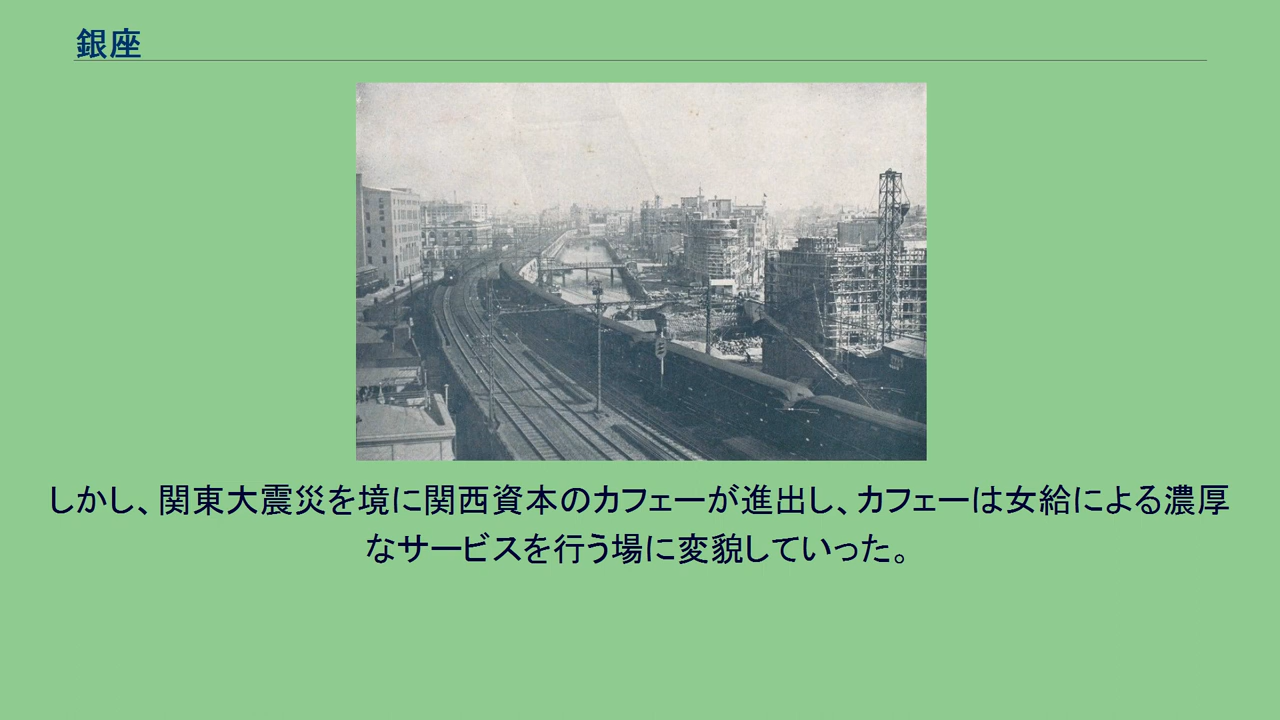 銀座
しかし、関東大震災を境に関西資本のカフェーが進出し、カフェーは女給による濃厚
なサービスを行う場に変貌していった。